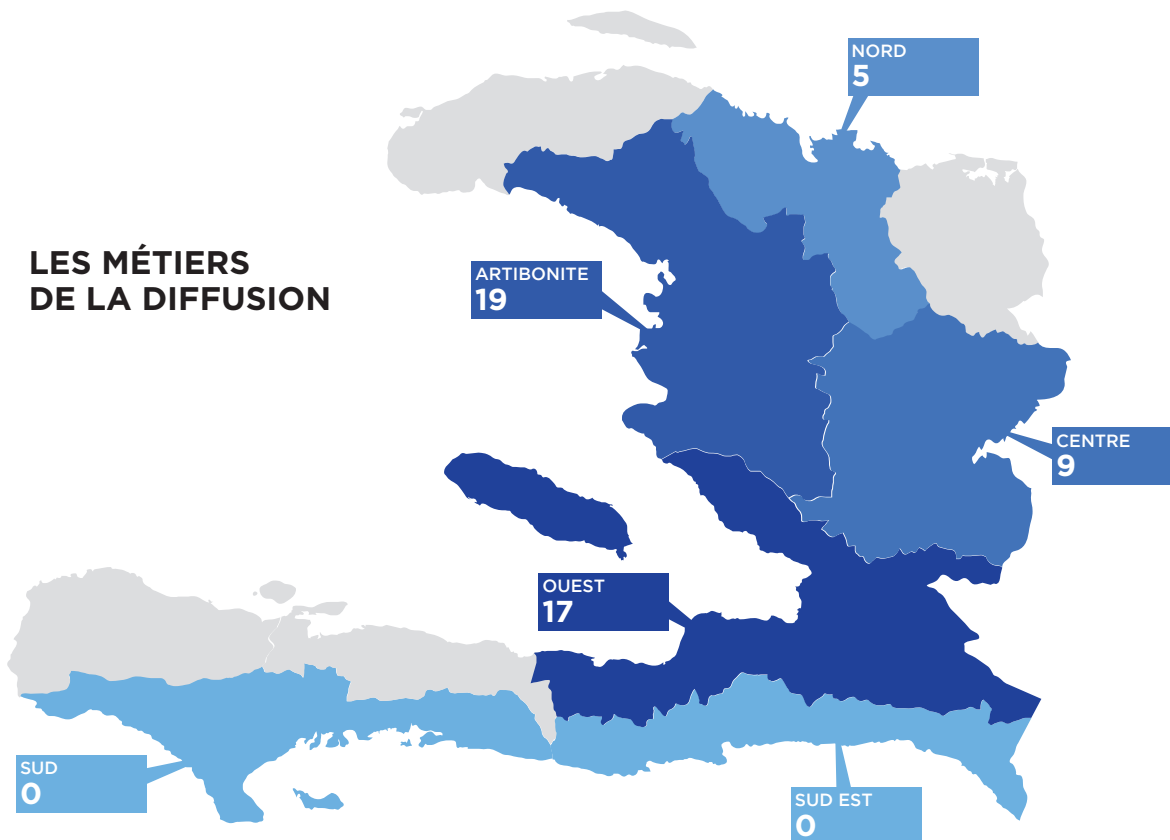 NORD
5
LES MÉTIERS
DE LA DIFFUSION
ARTIBONITE
19
CENTRE
9
OUEST
17
SUD
0
SUD EST
0